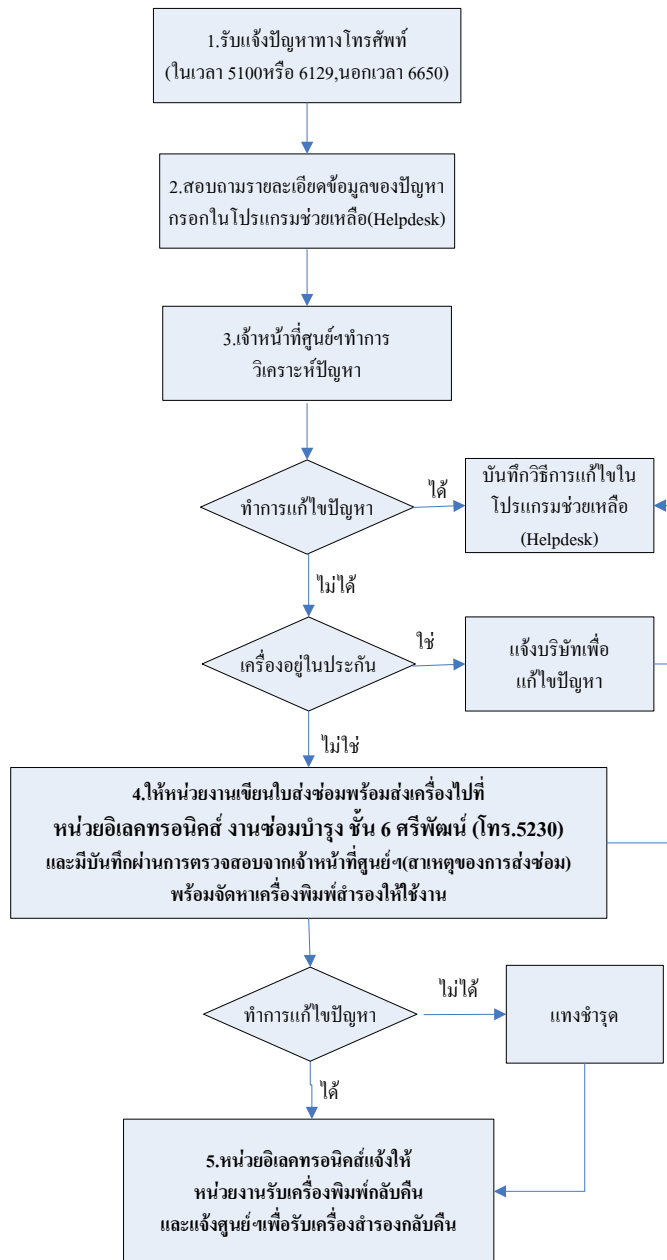 1.รับแจ้งปัญหาทางโทรศัพท์
(ในเวลา 5100หรือ 6129,นอกเวลา 6650)
2.สอบถามรายละเอียดข้อมูลของปัญหา
กรอกในโปรแกรมช่วยเหลือ(Helpdesk)
3.เจ้าหน้าที่ศูนย์ฯทำการ
วิเคราะห์ปัญหา
ทำการแก้ไขปัญหา
ได้
บันทึกวิธีการแก้ไขใน
โปรแกรมช่วยเหลือ
(Helpdesk)
ไม่ได้
เครื่องอยู่ในประกัน
ใช่
แจ้งบริษัทเพื่อ
แก้ไขปัญหา
ไม่ใช่
4.ให้หน่วยงานเขียนใบส่งซ่อมพร้อมส่งเครื่องไปที่
หน่วยอิเลคทรอนิคส์ งานซ่อมบำรุง ชั้น 6 ศรีพัฒน์ (โทร.5230)
และมีบันทึกผ่านการตรวจสอบจากเจ้าหน้าที่ศูนย์ฯ(สาเหตุของการส่งซ่อม)
พร้อมจัดหาเครื่องพิมพ์สำรองให้ใช้งาน
ทำการแก้ไขปัญหา
ไม่ได้
แทงชำรุด
ได้
5.หน่วยอิเลคทรอนิคส์แจ้งให้
หน่วยงานรับเครื่องพิมพ์กลับคืน
และแจ้งศูนย์ฯเพื่อรับเครื่องสำรองกลับคืน